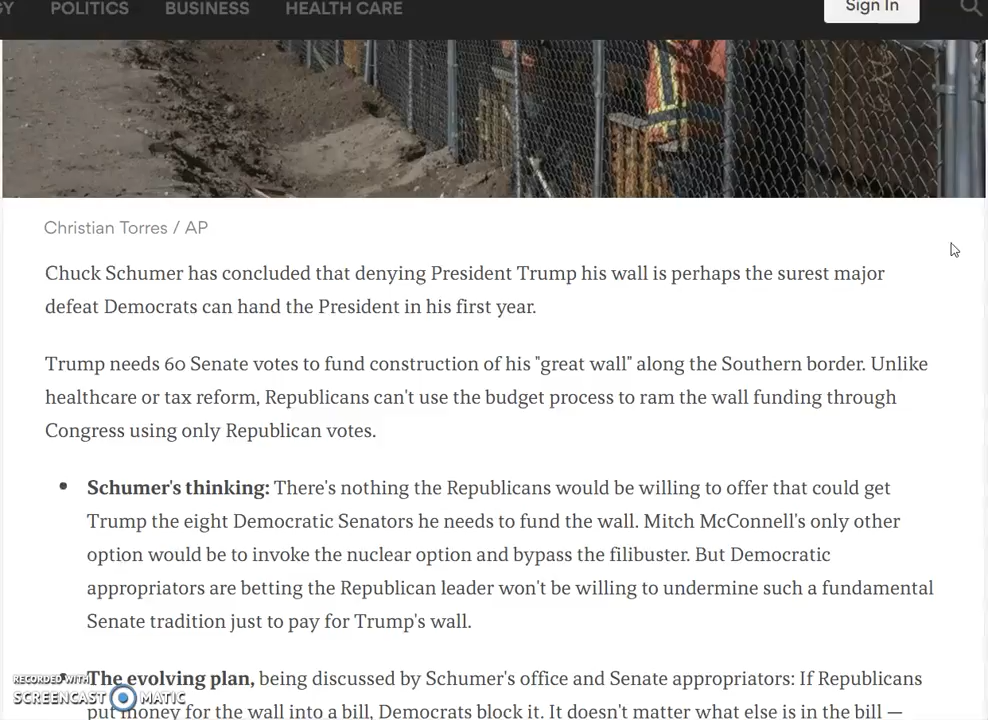 GY POLITICS BUSINESS HEALTH CARE Sign In
Christian Torres / AP
Chuck Schumer has concluded that denying President Trump his wall is perhaps the surest major
defeat Democrats can hand the President in his first year.
Trump needs 60 Senate votes to fund construction of his "great wall" along the Southern border. Unlike
healthcare or tax reform, Republicans can't use the budget process to ram the wall funding through
Congress using only Republican votes.
• Schumer's thinking: There's nothing the Republicans would be willing to offer that could get
Trump the eight Democratic Senators he needs to fund the wall. Mitch McConnell's only other
option would be to invoke the nuclear option and bypass the filibuster. But Democratic
appropriators are betting the Republican leader won't be willing to undermine such a fundamental
Senate tradition just to pay for Trump's wall.
• The evolving plan, being discussed by Schumer's office and Senate appropriators: If Republicans
put money for the wall into a bill, Democrats block it. It doesn't matter what else is in the bill —
RECORDED WITH
SCREENCAST MATIC